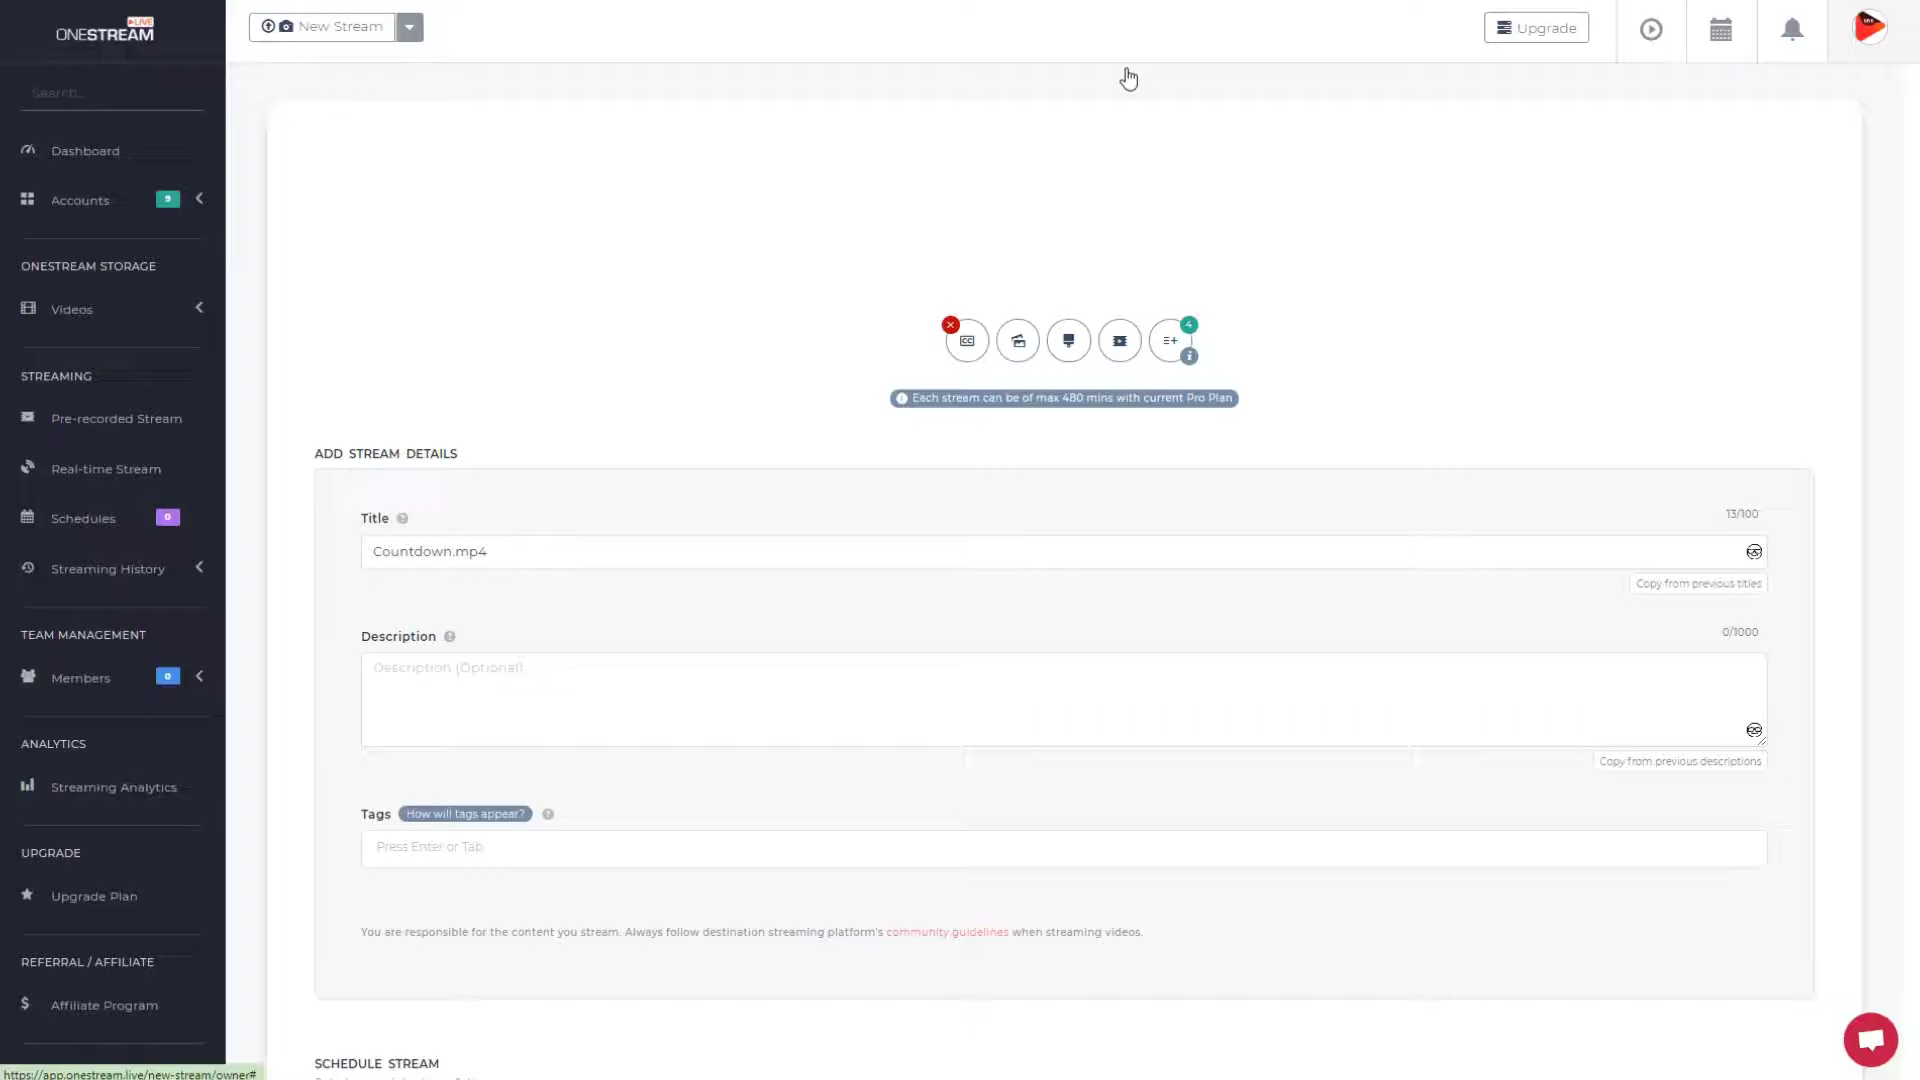 LIVE
ONESTREAM
New Stream
Upgrade
Search...
Dashboard
Accounts
9
ONESTREAM STORAGE
Videos
STREAMING
Pre-recorded Stream
Real-time Stream
Schedules
0
Streaming History
TEAM MANAGEMENT
Members
0
ANALYTICS
Streaming Analytics
UPGRADE
Upgrade Plan
REFERRAL / AFFILIATE
Affiliate Program
CC
4
Each stream can be of max 480 mins with current Pro Plan
ADD STREAM DETAILS
Title
13/100
Countdown.mp4
Copy from previous titles
Description
0/1000
Description (Optional)
Copy from previous descriptions
Tags
How will tags appear?
Press Enter or Tab
You are responsible for the content you stream. Always follow destination streaming platform's community guidelines when streaming videos.
SCHEDULE STREAM
https://app.onestream.live/new-stream/owner#